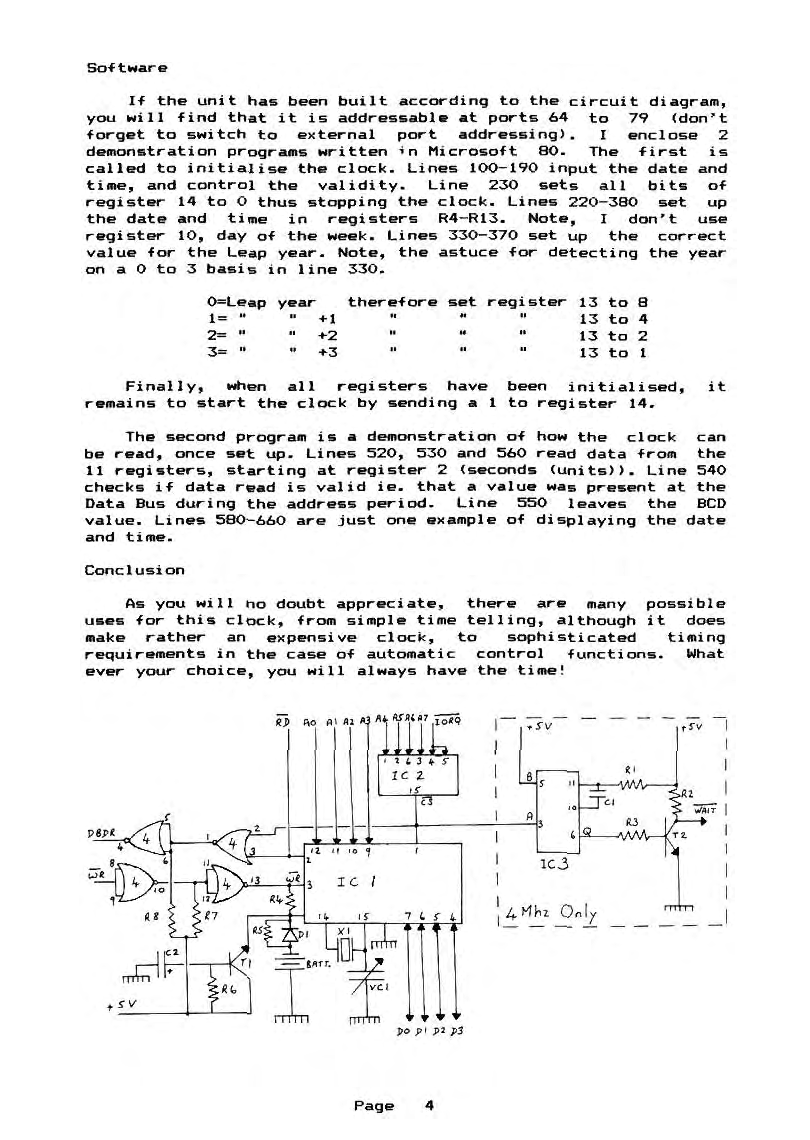 Software
If the unit has been built according to the circuit diagram,
you will find that it is addressable at ports 64 to 79 (don't
forget to switch to external port addressing). I enclose 2
demonstration programs written in Microsoft 80. The first is
called to initialise the clock. Lines 100-190 input the date and
time, and control the validity. Line 230 sets all bits of
register 14 to 0 thus stopping the clock. Lines 220-380 set up
the date and time in registers R4-R13. Note, I don't use
register 10, day of the week. Lines 330-370 set up the correct
value for the Leap year. Note, the astuce for detecting the year
on a 0 to 3 basis in line 330.
0=Leap year therefore set register 13 to 8
1= " " +1 " " " 13 to 4
2= " " +2 " " " 13 to 2
3= " " +3 " " " 13 to 1
Finally, when all registers have been initialised, it
remains to start the clock by sending a 1 to register 14.
The second program is a demonstration of how the clock can
be read, once set up. Lines 520, 530 and 560 read data from the
11 registers, starting at register 2 (seconds (units)). Line 540
checks if data read is valid ie. that a value was present at the
Data Bus during the address period. Line 550 leaves the BCD
value. Lines 580-660 are just one example of displaying the date
and time.
Conclusion
As you will no doubt appreciate, there are many possible
uses for this clock, from simple time telling, although it does
make rather an expensive clock, to sophisticated timing
requirements in the case of automatic control functions. What
ever your choice, you will always have the time!
RD A0 A1 A2 A3 A4 A5 A6 A7 IORQ
+5V +5V
1 2 6 3 4 5
IC 2
15
CS
B 5 11 R1
C1 R2
10 WAIT
A 3 R3
6 Q T2
IC3
4 Mhz Only
DBDR 4 4 5 6 1 4 2 3
WR 8 9 4 10 11 12 4 13 WR
12 11 10 9 1
2
3 IC 1
14 15 7 6 5 4
R8 R7 R4
R5 D1 X1
C2 + T1 BATT.
R6 VC1
+5V
D0 D1 D2 D3
Page 4